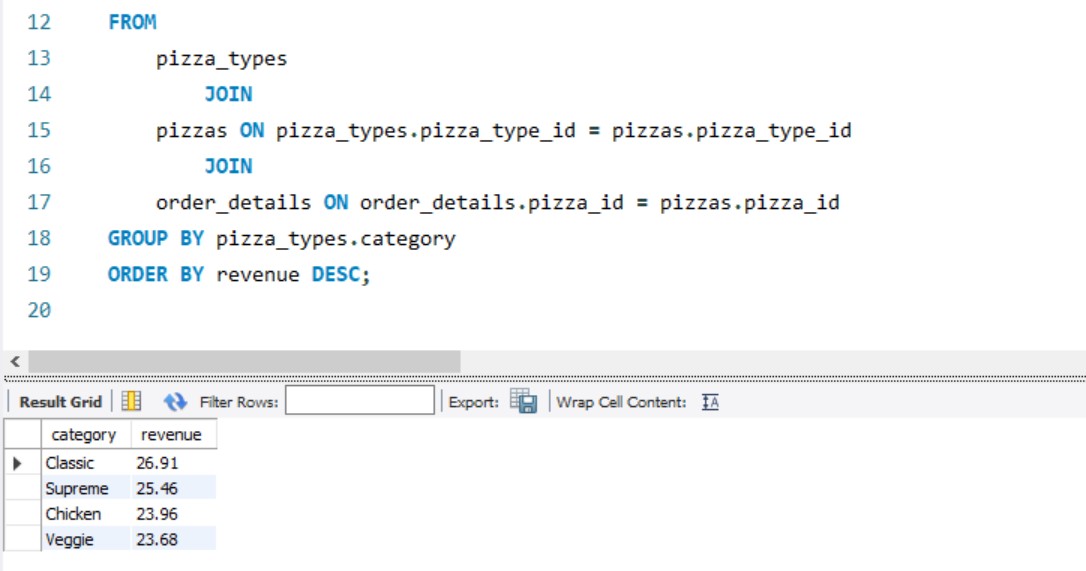 12 FROM
13 pizza_types
14 JOIN
15 pizzas ON pizza_types.pizza_type_id = pizzas.pizza_type_id
16 JOIN
17 order_details ON order_details.pizza_id = pizzas.pizza_id
18 GROUP BY pizza_types.category
19 ORDER BY revenue DESC;
20
Result Grid Filter Rows: Export: Wrap Cell Content: IA
category revenue
Classic 26.91
Supreme 25.46
Chicken 23.96
Veggie 23.68